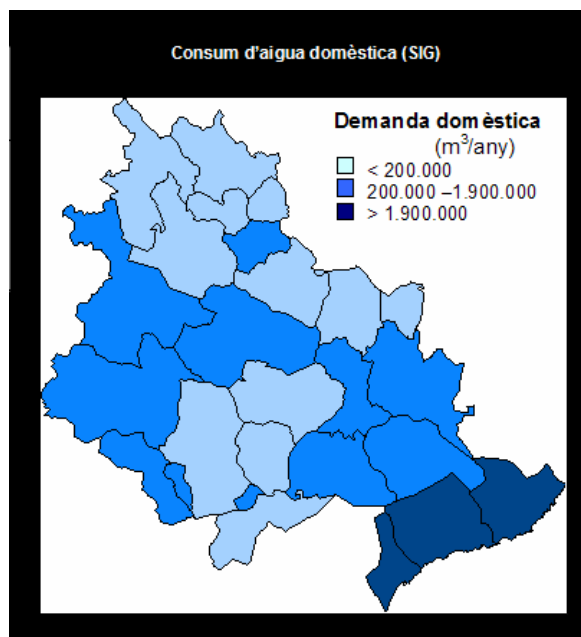 Consum d'aigua domèstica (SIG)
Demanda domèstica
(m³/any)
< 200.000
200.000 –1.900.000
> 1.900.000